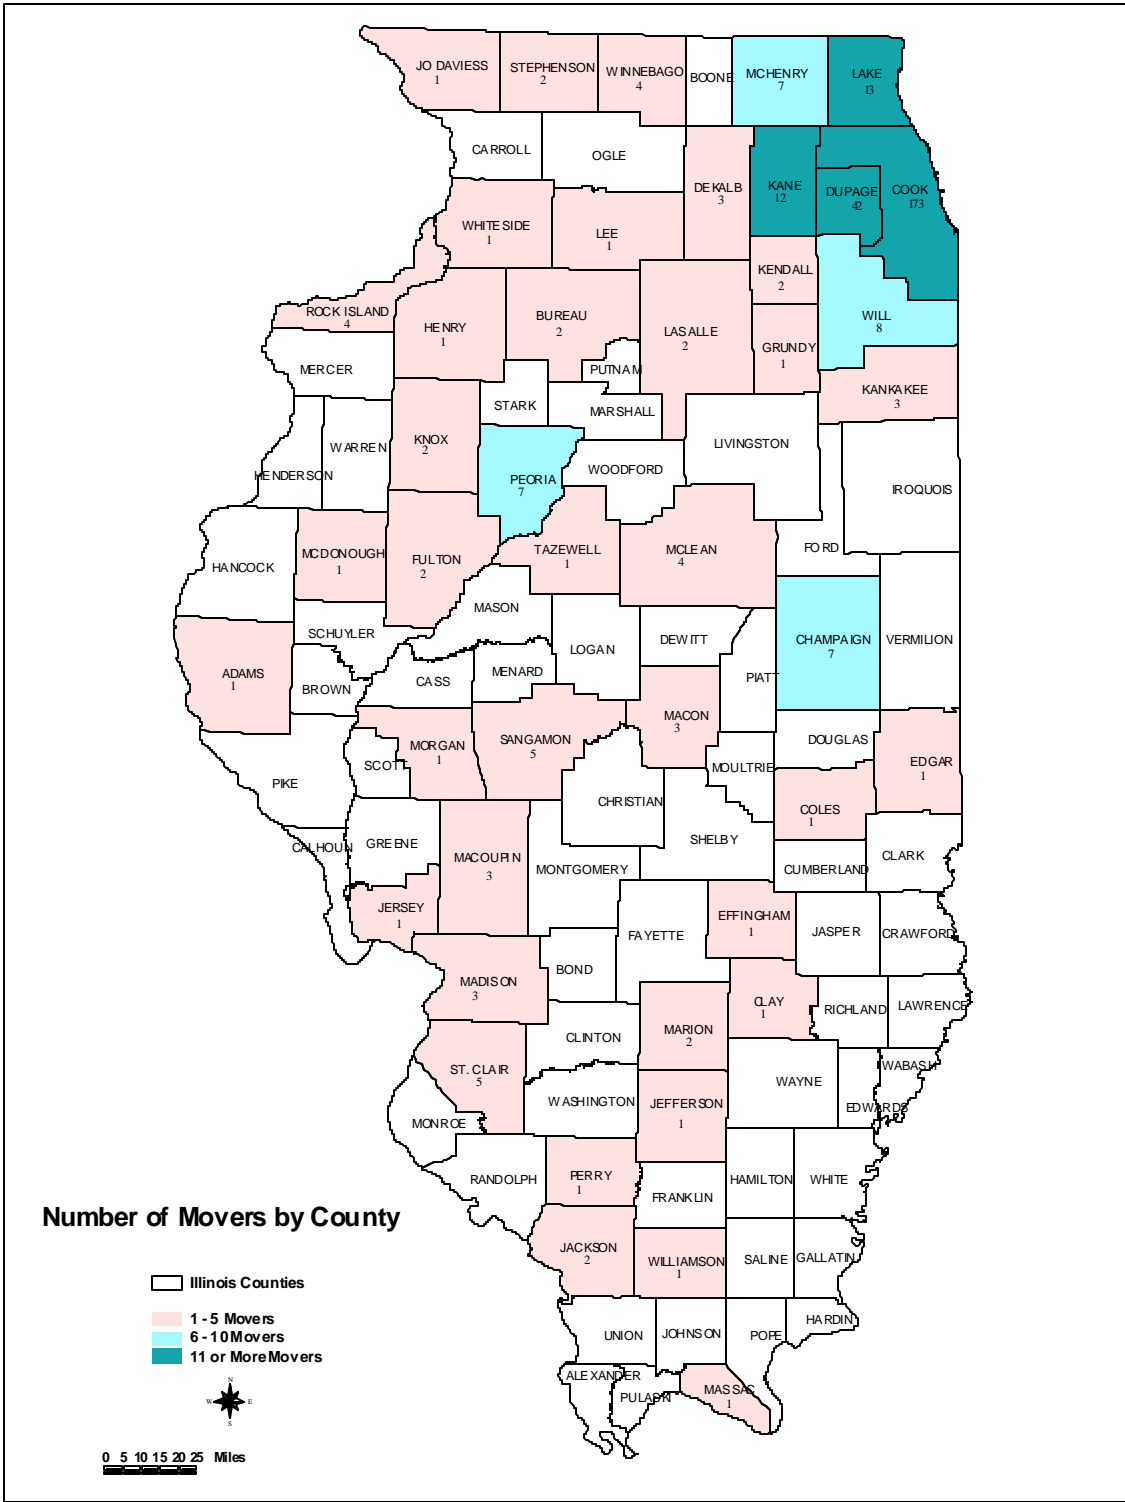 JO DAVIESS
1
STEPHENSON
2
WINNEBAGO
4
BOONE
MCHENRY
7
LAKE
13
CARROLL
OGLE
DEKALB
3
KANE
12
DUPAGE
42
COOK
173
WHITESIDE
1
LEE
1
KENDALL
2
ROCK ISLAND
4
HENRY
1
BUREAU
2
LASALLE
2
GRUNDY
1
WILL
8
MERCER
PUTNAM
KANKAKEE
3
STARK
MARSHALL
KNOX
2
WARREN
LIVINGSTON
HENDERSON
PEORIA
7
WOODFORD
IROQUOIS
MCDONOUGH
1
FULTON
2
TAZEWELL
1
MCLEAN
4
FORD
HANCOCK
MASON
SCHUYLER
LOGAN
DEWITT
CHAMPAIGN
7
VERMILION
ADAMS
1
BROWN
CASS
MENARD
PIATT
MACON
3
MORGAN
1
SANGAMON
5
DOUGLAS
SCOTT
MOULTRIE
EDGAR
1
PIKE
CHRISTIAN
COLES
1
CALHOUN
GREENE
SHELBY
MACOUPIN
3
MONTGOMERY
CUMBERLAND
CLARK
JERSEY
1
EFFINGHAM
1
FAYETTE
JASPER
CRAWFORD
BOND
MADISON
3
CLAY
1
RICHLAND
LAWRENCE
CLINTON
MARION
2
ST. CLAIR
5
WABASH
WAYNE
WASHINGTON
JEFFERSON
1
EDWARDS
MONROE
RANDOLPH
PERRY
1
HAMILTON
WHITE
FRANKLIN
Number of Movers by County
JACKSON
2
WILLIAMSON
1
SALINE
GALLATIN
Illinois Counties
1 - 5 Movers
6 - 10 Movers
11 or More Movers
UNION
JOHNSON
POPE
HARDIN
ALEXANDER
PULASKI
MASSAC
1
N
W
E
S
0 5 10 15 20 25 Miles